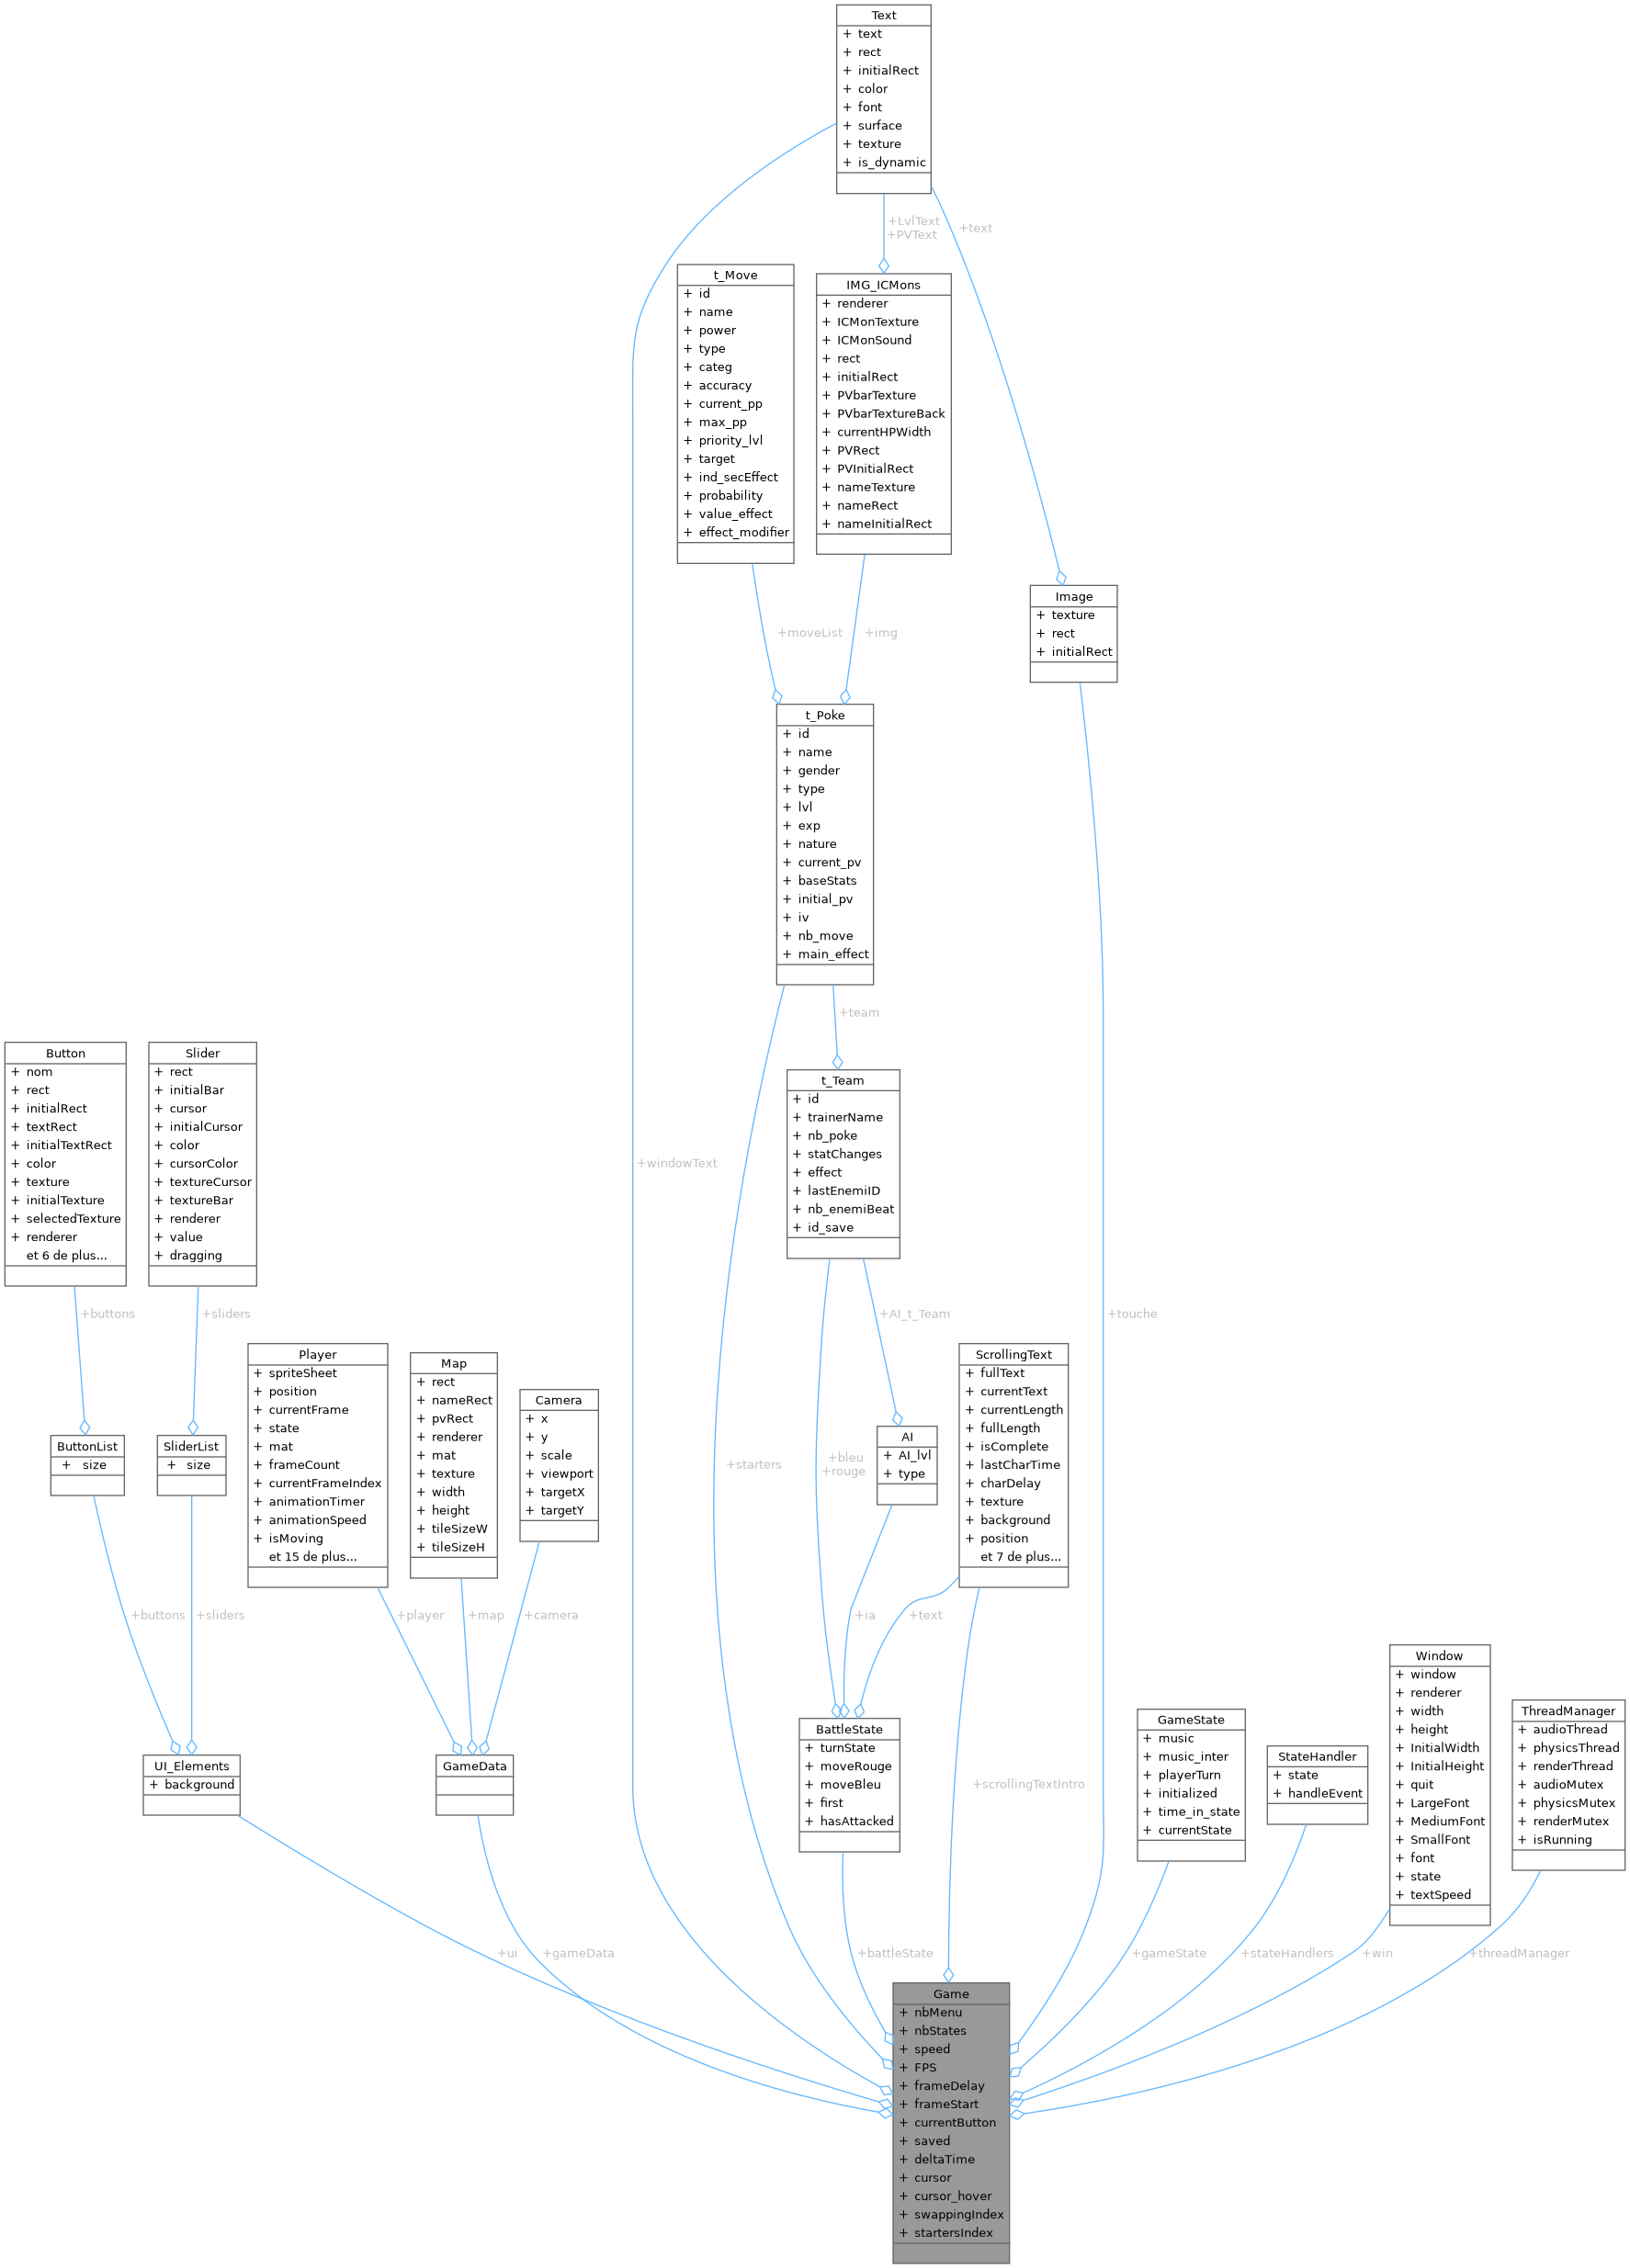 Text
+ text
+ rect
+ initialRect
+ color
+ font
+ surface
+ texture
+ is_dynamic
+LvlText
+PVText
+text
t_Move
+ id
+ name
+ power
+ type
+ categ
+ accuracy
+ current_pp
+ max_pp
+ priority_lvl
+ target
+ ind_secEffect
+ probability
+ value_effect
+ effect_modifier
IMG_ICMons
+ renderer
+ ICMonTexture
+ ICMonSound
+ rect
+ initialRect
+ PVbarTexture
+ PVbarTextureBack
+ currentHPWidth
+ PVRect
+ PVInitialRect
+ nameTexture
+ nameRect
+ nameInitialRect
Image
+ texture
+ rect
+ initialRect
+moveList
+img
t_Poke
+ id
+ name
+ gender
+ type
+ lvl
+ exp
+ nature
+ current_pv
+ baseStats
+ initial_pv
+ iv
+ nb_move
+ main_effect
+team
Button
+ nom
+ rect
+ initialRect
+ textRect
+ initialTextRect
+ color
+ texture
+ initialTexture
+ selectedTexture
+ renderer
et 6 de plus...
Slider
+ rect
+ initialBar
+ cursor
+ initialCursor
+ color
+ cursorColor
+ textureCursor
+ textureBar
+ renderer
+ value
+ dragging
t_Team
+ id
+ trainerName
+ nb_poke
+ statChanges
+ effect
+ lastEnemiID
+ nb_enemiBeat
+ id_save
+windowText
+buttons
+sliders
+AI_t_Team
+touche
Player
+ spriteSheet
+ position
+ currentFrame
+ state
+ mat
+ frameCount
+ currentFrameIndex
+ animationTimer
+ animationSpeed
+ isMoving
et 15 de plus...
Map
+ rect
+ nameRect
+ pvRect
+ renderer
+ mat
+ texture
+ width
+ height
+ tileSizeW
+ tileSizeH
Camera
+ x
+ y
+ scale
+ viewport
+ targetX
+ targetY
ScrollingText
+ fullText
+ currentText
+ currentLength
+ fullLength
+ isComplete
+ lastCharTime
+ charDelay
+ texture
+ background
+ position
et 7 de plus...
ButtonList
+ size
SliderList
+ size
AI
+ AI_lvl
+ type
+starters
+bleu
+rouge
+buttons
+sliders
+player
+map
+camera
+ia
+text
UI_Elements
+ background
GameData
BattleState
+ turnState
+ moveRouge
+ moveBleu
+ first
+ hasAttacked
+scrollingTextIntro
GameState
+ music
+ music_inter
+ playerTurn
+ initialized
+ time_in_state
+ currentState
StateHandler
+ state
+ handleEvent
Window
+ window
+ renderer
+ width
+ height
+ InitialWidth
+ InitialHeight
+ quit
+ LargeFont
+ MediumFont
+ SmallFont
+ font
+ state
+ textSpeed
ThreadManager
+ audioThread
+ physicsThread
+ renderThread
+ audioMutex
+ physicsMutex
+ renderMutex
+ isRunning
+ui
+gameData
+battleState
+gameState
+stateHandlers
+win
+threadManager
Game
+ nbMenu
+ nbStates
+ speed
+ FPS
+ frameDelay
+ frameStart
+ currentButton
+ saved
+ deltaTime
+ cursor
+ cursor_hover
+ swappingIndex
+ startersIndex